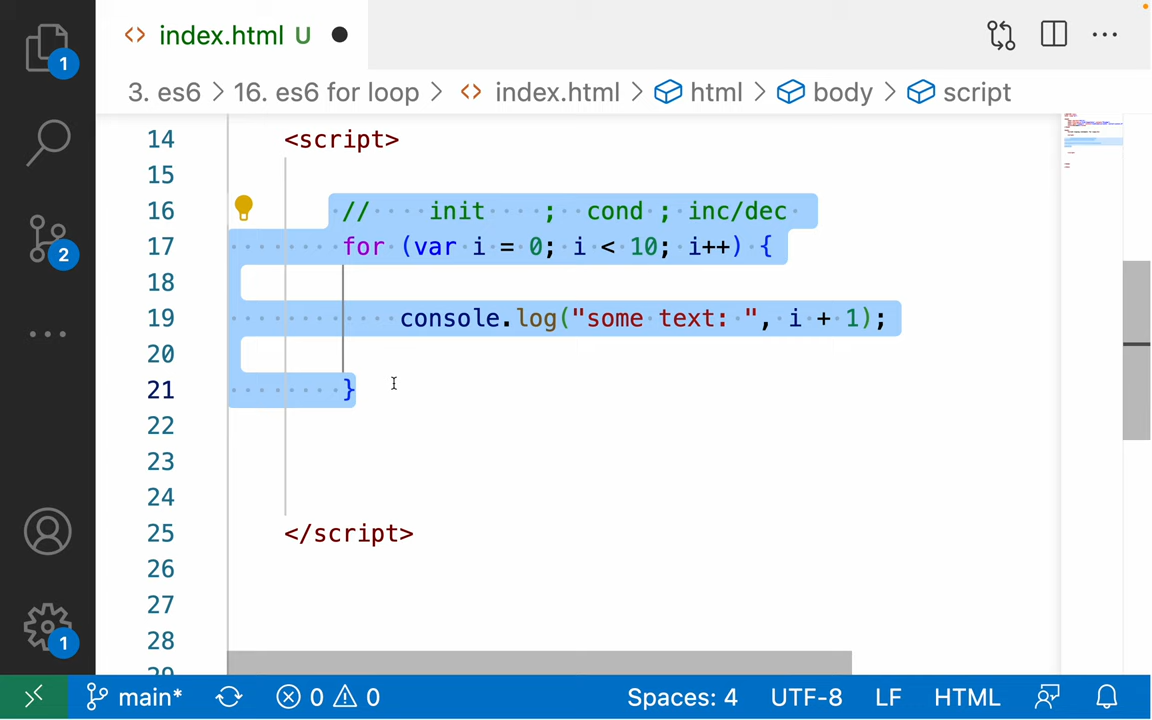 index.html U
3. es6 > 16. es6 for loop > index.html > html > body > script
14 <script>
15
16 // init ; cond ; inc/dec
17 for (var i = 0; i < 10; i++) {
18
19 console.log("some text: ", i + 1);
20
21 }
22
23
24
25 </script>
26
27
28
1
2
1
main* 0 0 Spaces: 4 UTF-8 LF HTML